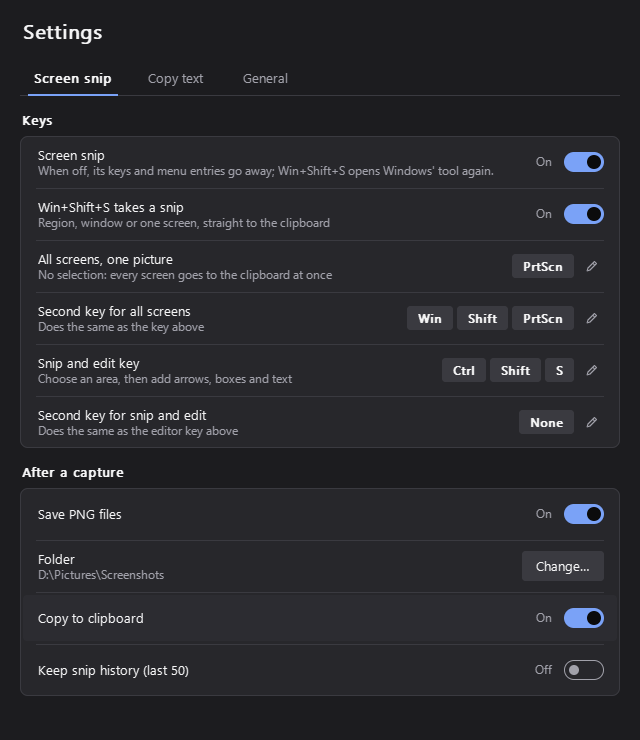 Settings
Screen snip
Copy text
General
Keys
Screen snip
When off, its keys and menu entries go away; Win+Shift+S opens Windows' tool again.
On
Win+Shift+S takes a snip
Region, window or one screen, straight to the clipboard
On
All screens, one picture
No selection: every screen goes to the clipboard at once
PrtScn
Second key for all screens
Does the same as the key above
Win Shift PrtScn
Snip and edit key
Choose an area, then add arrows, boxes and text
Ctrl Shift S
Second key for snip and edit
Does the same as the editor key above
None
After a capture
Save PNG files
On
Folder
D:\Pictures\Screenshots
Change...
Copy to clipboard
On
Keep snip history (last 50)
Off